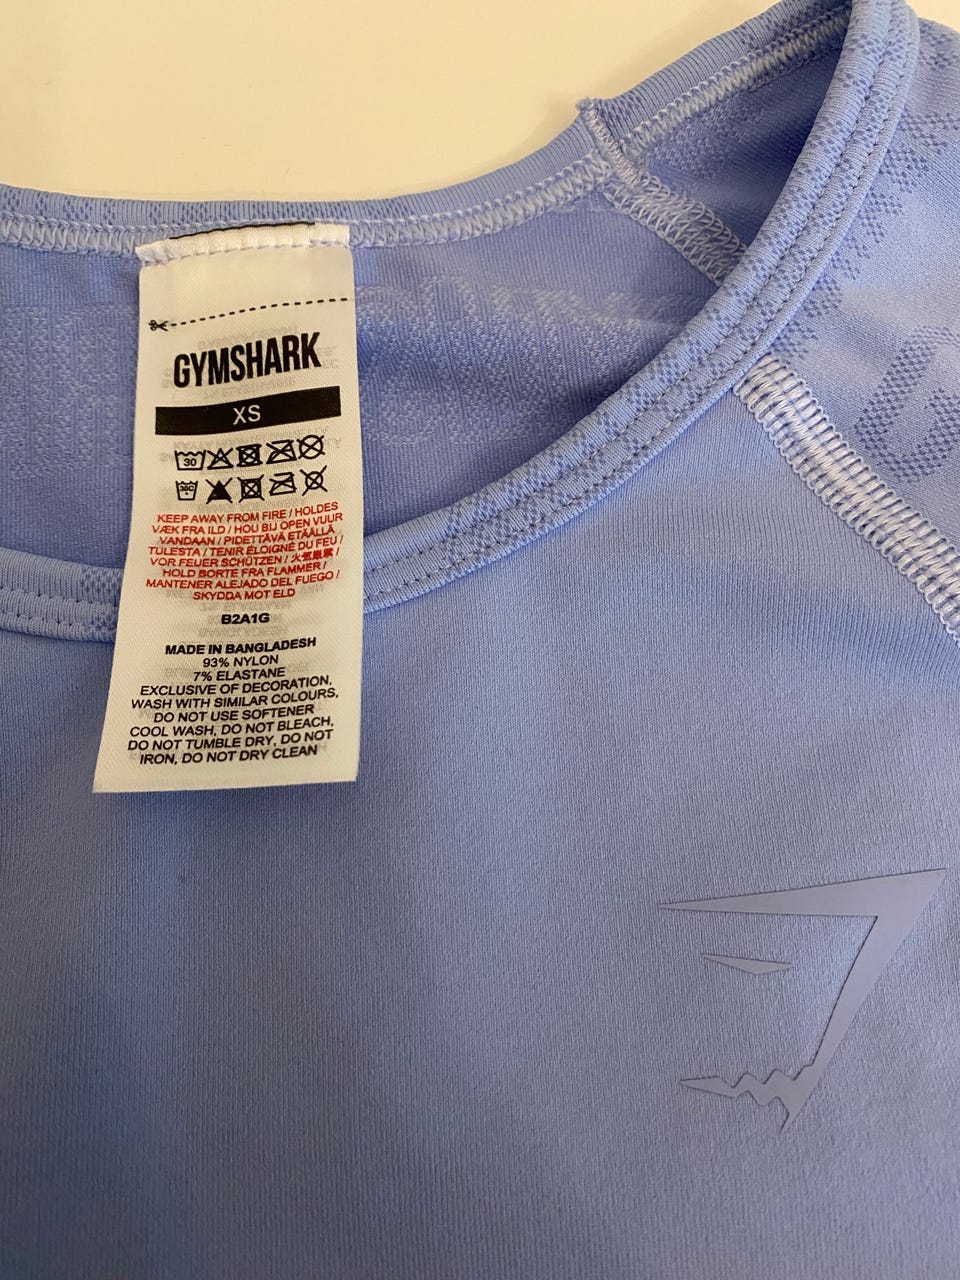 GYMSHARK
XS
30
30C
KEEP AWAY FROM FIRE / HOLDES
VÆK FRA ILD / HOU BIJ OPEN VUUR
VANDAAN / PIDETTÄVÄ ETÄÄLLÄ
TULESTA / TENIR ÉLOIGNÉ DU FEU /
VOR FEUER SCHÜTZEN / 火気厳禁 /
HOLD BORTE FRA FLAMMER /
MANTENER ALEJADO DEL FUEGO /
SKYDDA MOT ELD
B2A1G
MADE IN BANGLADESH
93% NYLON
7% ELASTANE
EXCLUSIVE OF DECORATION,
WASH WITH SIMILAR COLOURS,
DO NOT USE SOFTENER
COOL WASH, DO NOT BLEACH,
DO NOT TUMBLE DRY, DO NOT
IRON, DO NOT DRY CLEAN